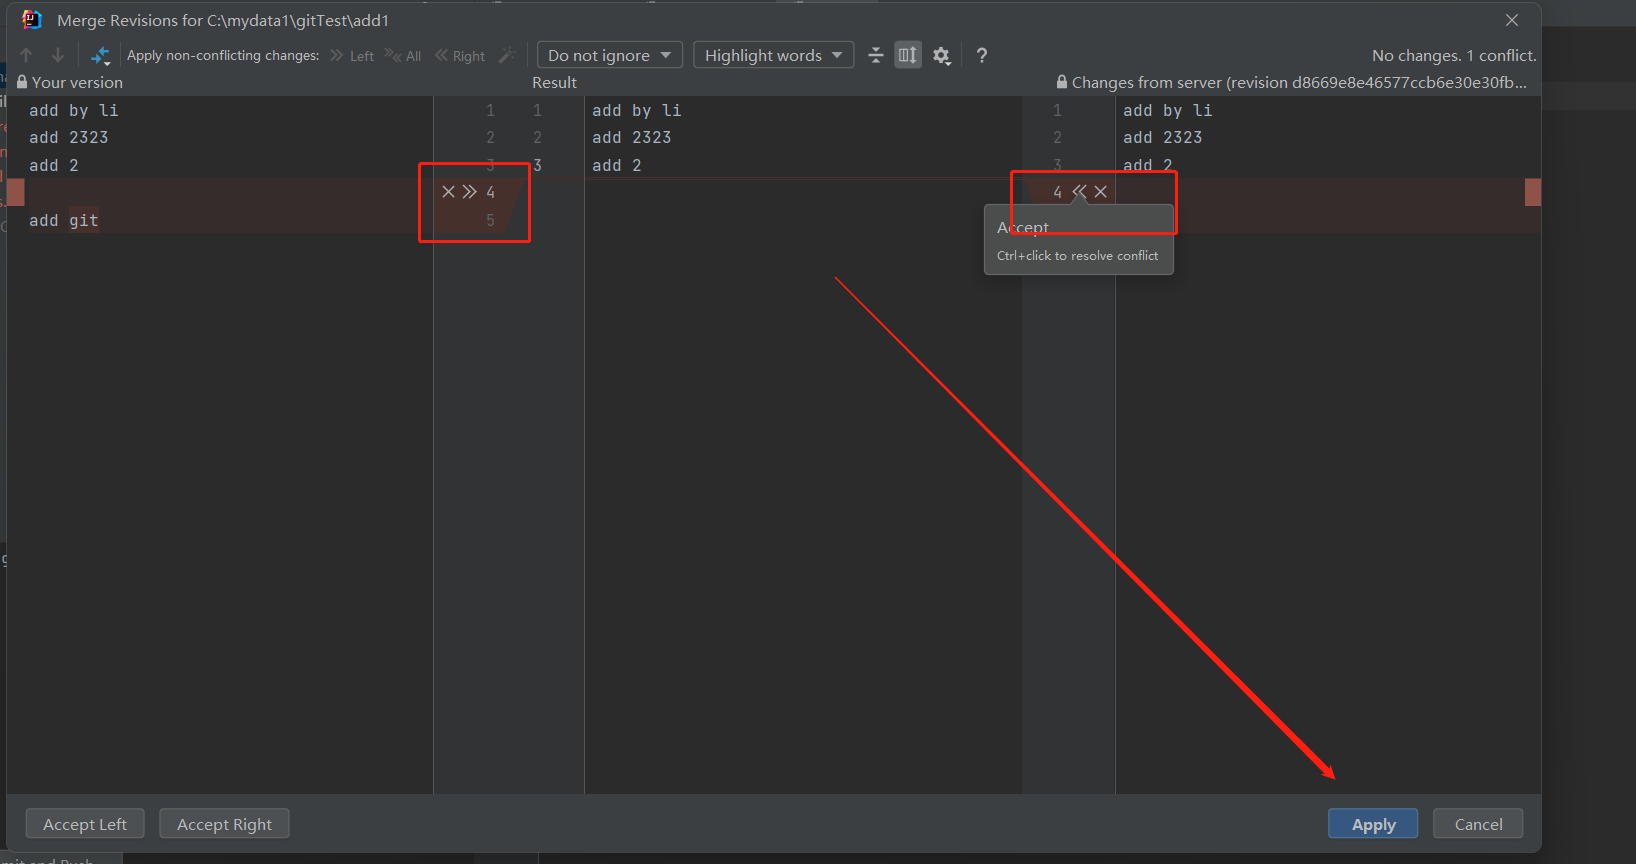 Merge Revisions for C:\mydata1\gitTest\add1
Apply non-conflicting changes: Left All Right Do not ignore Highlight words ? No changes. 1 conflict.
Your version Result Changes from server (revision d8669e8e46577ccb6e30e30fb...
add by li 1 1 add by li 1 add by li
add 2323 2 2 add 2323 2 add 2323
add 2 3 3 add 2 3 add 2
4 4
add git 5
Accept
Ctrl+click to resolve conflict
Accept Left Accept Right Apply Cancel